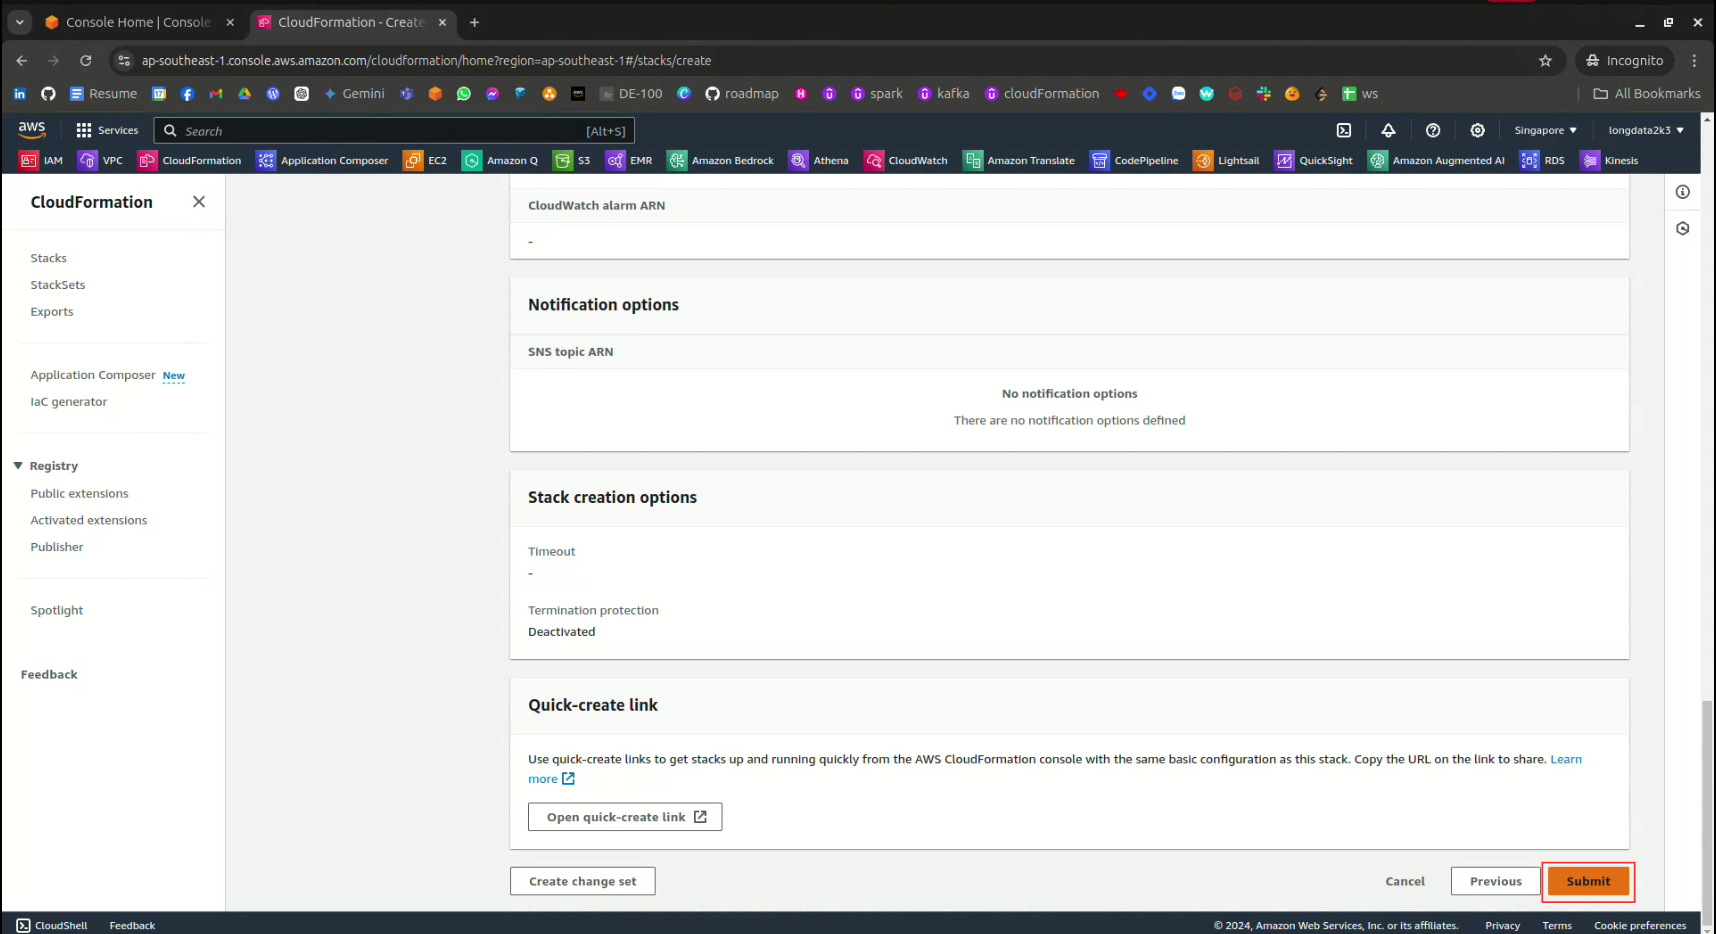 Console Home | Console
CloudFormation - Create
ap-southeast-1.console.aws.amazon.com/cloudformation/home?region=ap-southeast-1#/stacks/create
Incognito
Resume
Gemini
DE-100
roadmap
spark
kafka
cloudFormation
ws
All Bookmarks
aws
Services
Search
[Alt+S]
Singapore
longdata2k3
IAM
VPC
CloudFormation
Application Composer
EC2
Amazon Q
S3
EMR
Amazon Bedrock
Athena
CloudWatch
Amazon Translate
CodePipeline
Lightsail
QuickSight
Amazon Augmented AI
RDS
Kinesis
CloudFormation
Stacks
StackSets
Exports
Application Composer New
IaC generator
Registry
Public extensions
Activated extensions
Publisher
Spotlight
Feedback
CloudWatch alarm ARN
-
Notification options
SNS topic ARN
No notification options
There are no notification options defined
Stack creation options
Timeout
-
Termination protection
Deactivated
Quick-create link
Use quick-create links to get stacks up and running quickly from the AWS CloudFormation console with the same basic configuration as this stack. Copy the URL on the link to share. Learn
more
Open quick-create link
Create change set
Cancel
Previous
Submit
CloudShell
Feedback
© 2024, Amazon Web Services, Inc. or its affiliates.
Privacy
Terms
Cookie preferences